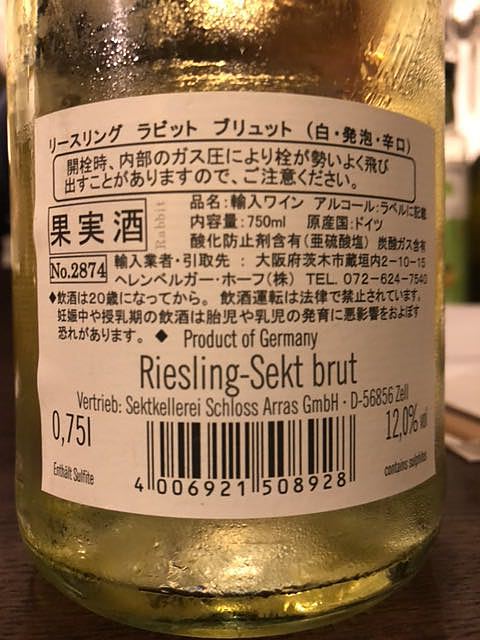 リースリング ラビット ブリュット (白・発泡・辛口)
開栓時、内部のガス圧により栓が勢いよく飛び
出すことがありますので、ご注意ください。
果実酒
Rabbit
品名:輸入ワイン アルコール:ラベルに記載
内容量:750ml 原産国:ドイツ
酸化防止剤含有(亜硫酸塩) 炭酸ガス含有
No.2874
輸入業者・引取先 : 大阪府茨木市蔵垣内2-10-15
ヘレンベルガー・ホーフ(株) TEL. 072-624-7540
◆飲酒は20歳になってから。 飲酒運転は法律で禁止されています。
妊娠中や授乳期の飲酒は胎児や乳児の発育に悪影響をおよぼす
恐れがあります。 ◆ Product of Germany
Riesling-Sekt brut
Vertrieb: Sektkellerei Schloss Arras GmbH · D-56856 Zell
0,75l
12,0% vol
Enthält Sulfite
contains sulphites
4 006921 508928